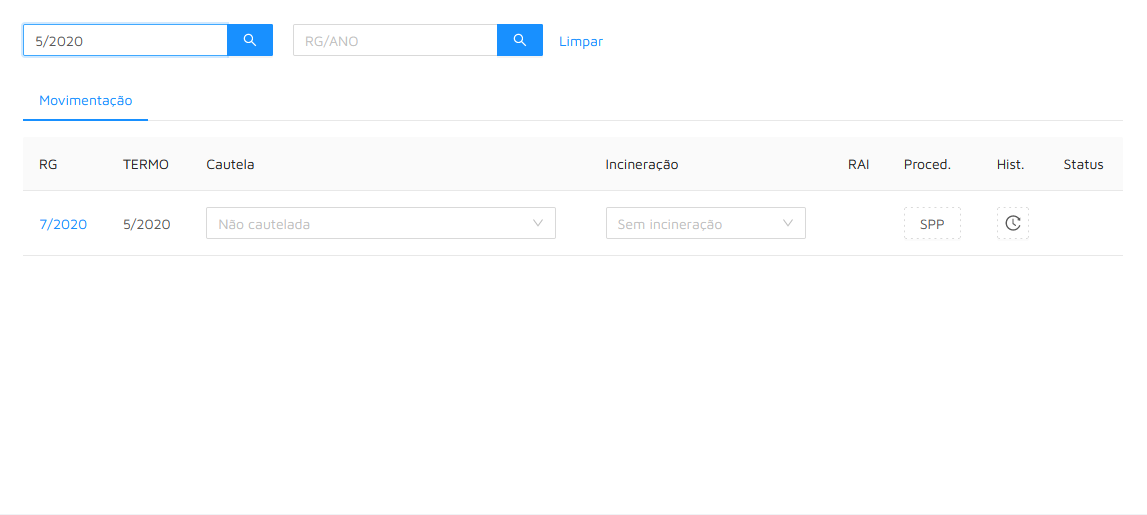 5/2020 RG/ANO Limpar
Movimentação
RG TERMO Cautela Incineração RAI Proced. Hist. Status
7/2020 5/2020 Não cautelada Sem incineração SPP